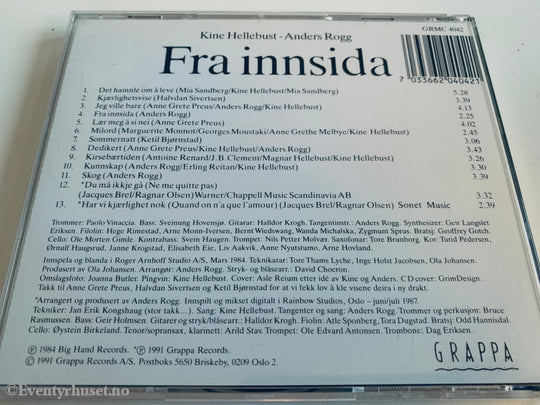 Kine Hellebust - Anders Rogg
GRMC 4042
Fra innsida
7 033662 040421
1. Det hainnle om å leve (Mia Sandberg/Kine Hellebust/Mia Sandberg) 5.28
2. Kjærlighetsvise (Halvdan Sivertsen) 3.39
3. Jeg ville bare (Anne Grete Preus/Anders Rogg/Kine Hellebust) 4.13
4. Fra innsida (Anders Rogg) 2.25
5. Lær meg å si nei (Anne Grete Preus) 4.02
6. Milord (Marguerite Monnot/Georges Moustaki/Anne Grethe Melbye/Kine Hellebust) 2.45
7. Sommernatt (Ketil Bjørnstad) 3.06
8. Dedikert (Anne Grete Preus/Kine Hellebust/Anders Rogg) 3.43
9. Kirsebærtiden (Antoine Renard/J.B. Clement/Magnar Hellebust/Kine Hellebust) 3.26
10. Kunnskap (Anders Rogg/Erling Reitan/Kine Hellebust) 3.30
11. Skog (Anders Rogg) 3.53
12. *Du må ikkje gå (Ne me quitte pas)
(Jacques Brel/Ragnar Olsen) Warner/Chappell Music Scandinavia AB 3.32
13. *Har vi kjærlighet nok (Quand on n'a que l'amour) (Jacques Brel/Ragnar Olsen) Sonet Music 2.39
Trommer: Paolo Vinaccia. Bass: Sveinung Hovensjø. Gitarar: Halldor Krogh. Tangentinstr.: Anders Rogg. Synthesizer: Geir Langslet
Eriksen. Fiolin: Hege Rimestad, Arne Monn-Iversen, Bernt Wiedswang, Wanda Michalska, Zygmunt Sprus. Bratsj: Geoffrey Gotch.
Cello: Ole Morten Gimle. Kontrabass: Svein Haugen. Trompet: Nils Petter Molvær. Saxofonar: Tore Brunborg. Kor: Turid Pedersen,
Ørnulf Haugsrud, Janne Krogstad, Elisabeth Eie, Liv Aakvik, Anne Nyutstumo, Arne Hovland.
Innspela og blanda i Roger Arnhoff Studio A/S, Mars 1984. Teknikarar: Tore Thams Lyche, Inge Holst Jacobsen, Ola Johansen.
Produsert av Ola Johansen. Arrangør: Anders Rogg. Stryk- og blåsearr.: David Chocron.
Omslagsfoto: Joanna Butler. Pingvin: Kine Hellebust. Cover: Asle Reium etter idé av Kine og Anders. CD cover: GrimDesign.
Takk til Anne Grete Preus, Halvdan Sivertsen og Ketil Bjørnstad for at vi fekk lov å kle visene deira i ny drakt.
*Arrangert og produsert av Anders Rogg. Innspilt og mikset digitalt i Rainbow Studios, Oslo – juni/juli 1987.
Tekniker: Jan Erik Kongshaug (stor takk...). Sang: Kine Hellebust. Tangenter og sang: Anders Rogg. Trommer og perkusjon: Bruce
Rasmussen. Bass: Geir Holmsen. Gitarer og stryk/blåsearr.: Halldor Krogh. Fiolin: Atle Sponberg, Tora Dugstad. Bratsj: Odd Hannisdal.
Cello: Øystein Birkeland. Tenor/sopransax, klarinett: Arild Stav. Trompet: Ole Edvard Antonsen. Trombone: Dag Eriksen.
℗ 1984 Big Hand Records. *℗ 1991 Grappa Records.
© 1991 Grappa Records A/S. Postboks 5650 Briskeby, 0209 Oslo 2.
GRAPPA
© Eventyrhuset.no